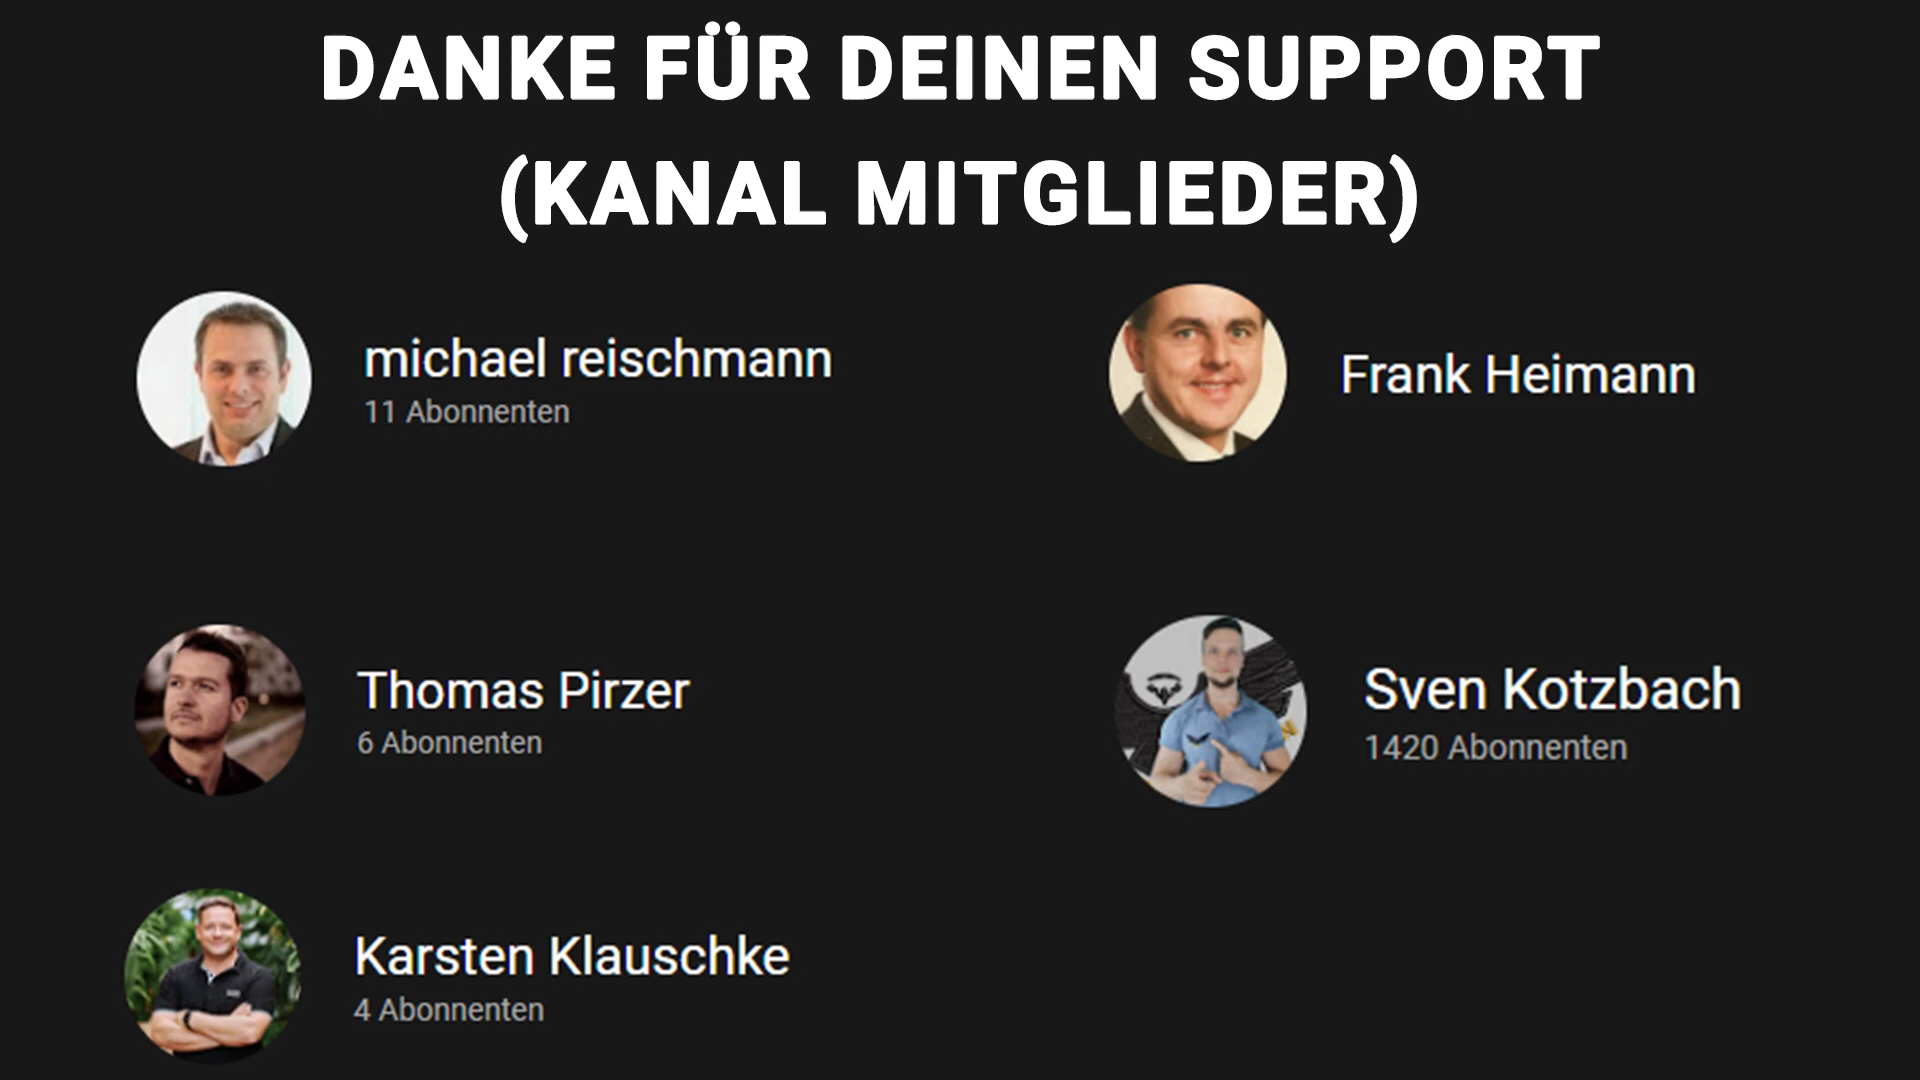 DANKE FÜR DEINEN SUPPORT
(KANAL MITGLIEDER)
michael reischmann
11 Abonnenten
Frank Heimann
Thomas Pirzer
6 Abonnenten
Sven Kotzbach
1420 Abonnenten
Karsten Klauschke
4 Abonnenten